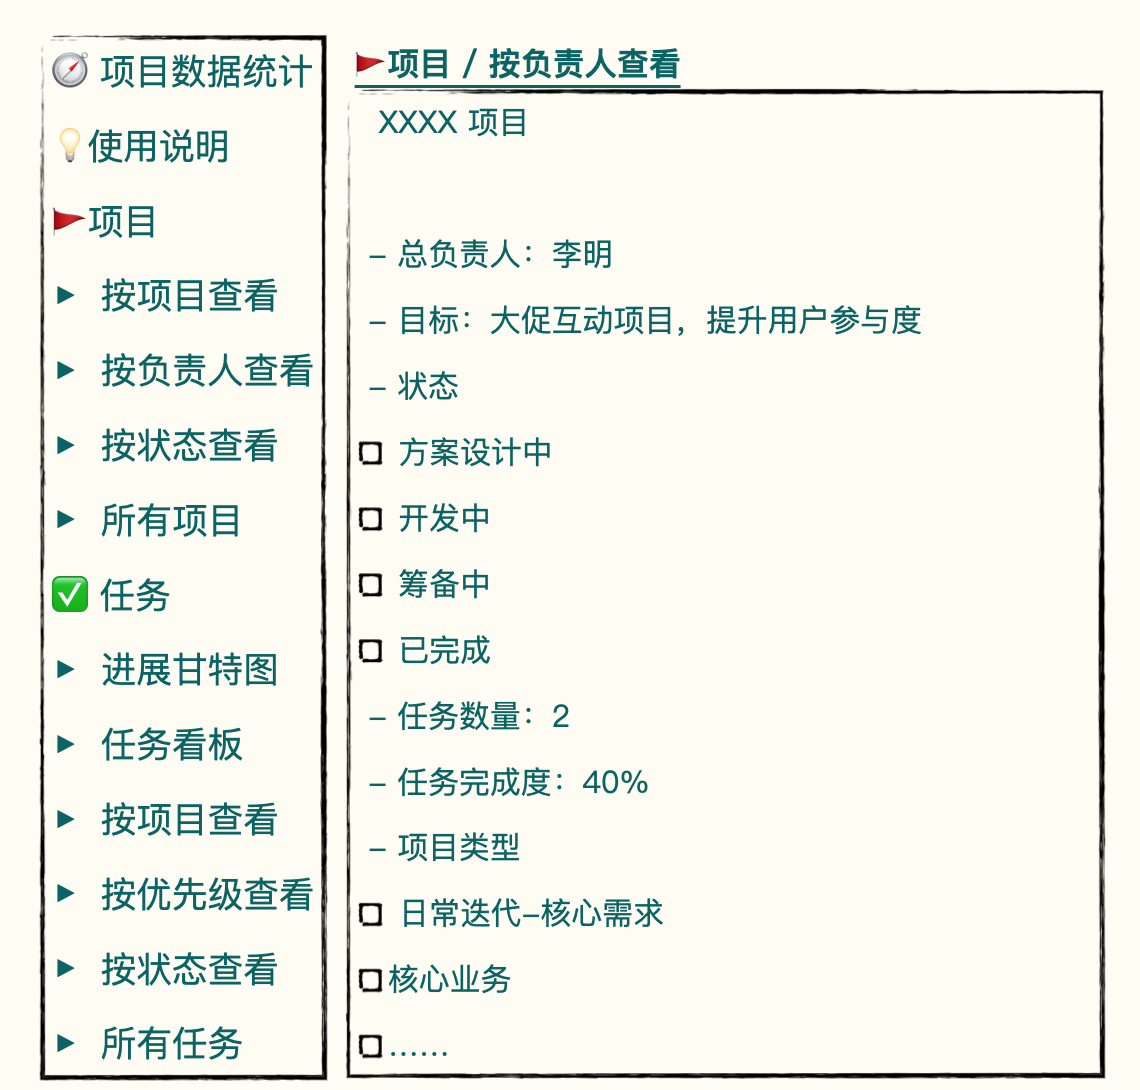 项目数据统计
使用说明
项目
按项目查看
按负责人查看
按状态查看
所有项目
任务
进展甘特图
任务看板
按项目查看
按优先级查看
按状态查看
所有任务
项目 / 按负责人查看
XXXX 项目
- 总负责人：李明
- 目标：大促互动项目，提升用户参与度
- 状态
方案设计中
开发中
筹备中
已完成
- 任务数量：2
- 任务完成度：40%
- 项目类型
日常迭代-核心需求
核心业务
……